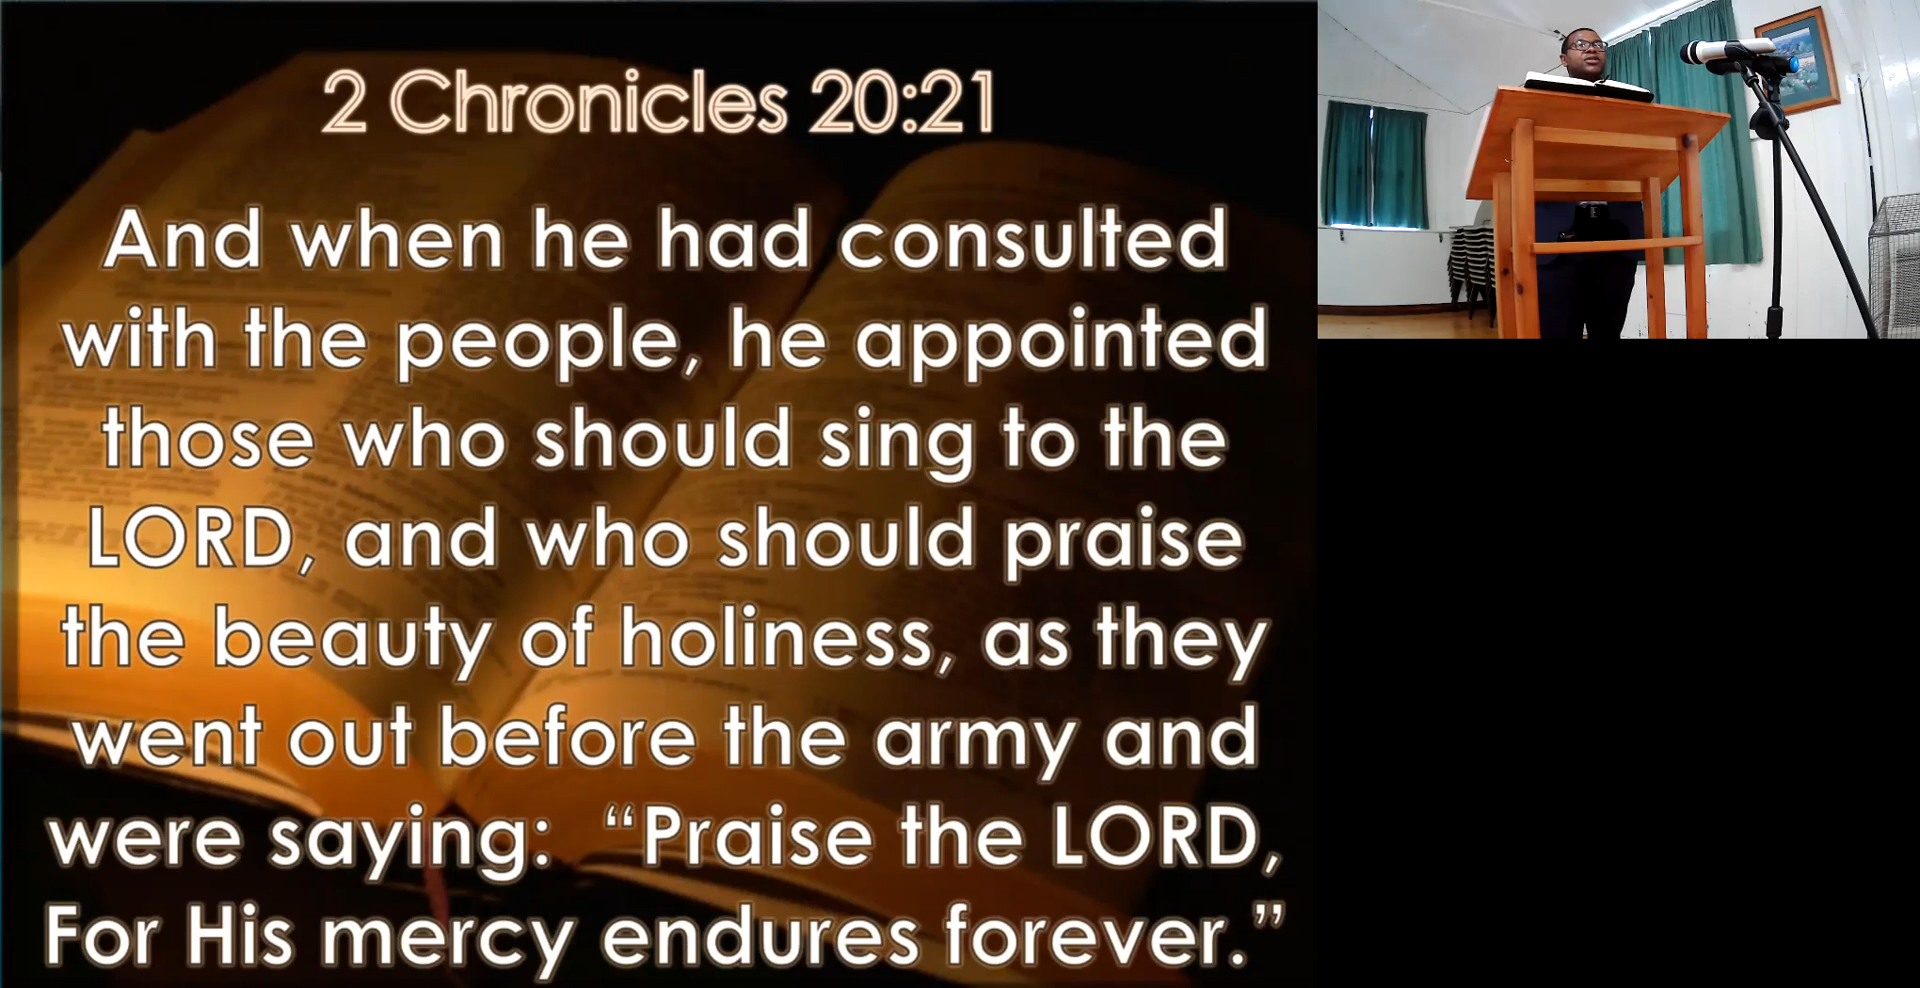 2 Chronicles 20:21
And when he had consulted
with the people, he appointed
those who should sing to the
LORD, and who should praise
the beauty of holiness, as they
went out before the army and
were saying: “Praise the LORD,
For His mercy endures forever.”